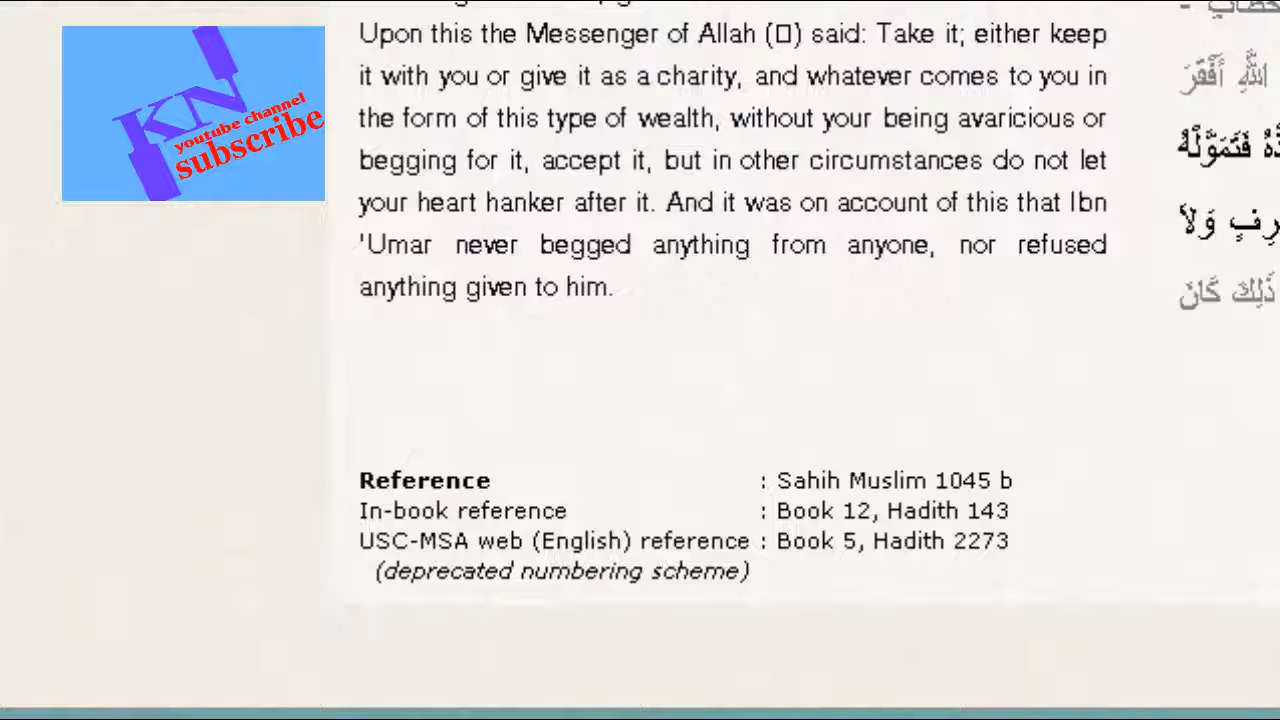 Upon this the Messenger of Allah (▯) said: Take it; either keep
it with you or give it as a charity, and whatever comes to you in
the form of this type of wealth, without your being avaricious or
begging for it, accept it, but in other circumstances do not let
your heart hanker after it. And it was on account of this that Ibn
'Umar never begged anything from anyone, nor refused
anything given to him.
اللَّهِ أَفْقَرَ
فَتَمَوَّلْهُ
وَلاَ
ذَلِكَ كَانَ
KN
youtube channel
subscribe
Reference : Sahih Muslim 1045 b
In-book reference : Book 12, Hadith 143
USC-MSA web (English) reference : Book 5, Hadith 2273
(deprecated numbering scheme)